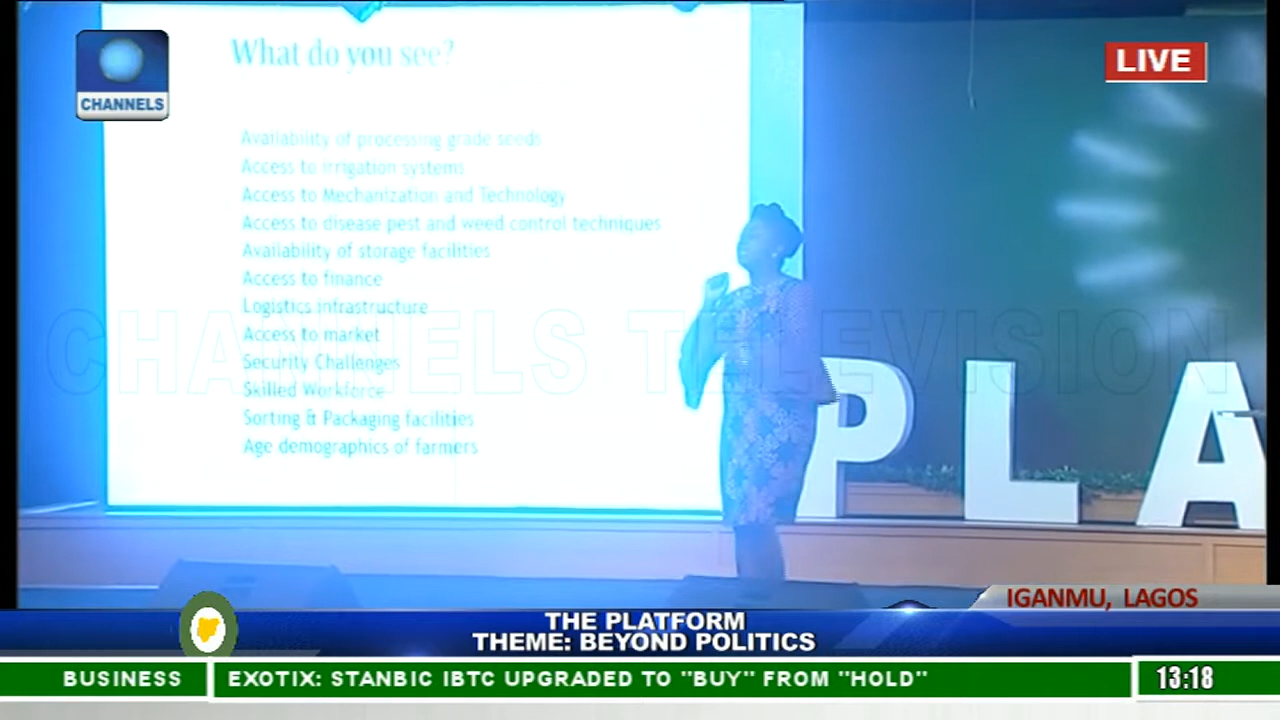 What do you see?
CHANNELS
LIVE
Availability of processing grade seeds
Access to irrigation systems
Access to Mechanization and Technology
Access to disease pest and weed control techniques
Availability of storage facilities
Access to finance
Logistics infrastructure
Access to market
Security Challenges
Skilled Workforce
Sorting & Packaging facilities
Age demographics of farmers
CHANNELS TELEVISION
PLA
IGANMU, LAGOS
THE PLATFORM
THEME: BEYOND POLITICS
BUSINESS
EXOTIX: STANBIC IBTC UPGRADED TO "BUY" FROM "HOLD"
13:18